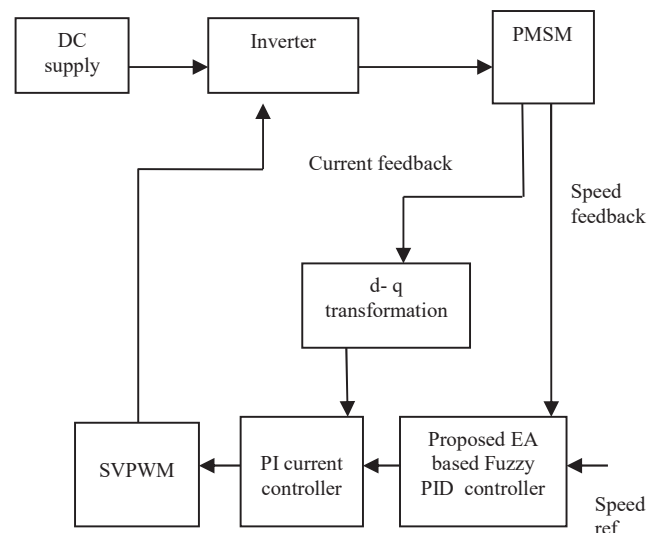 DC
supply
Inverter
PMSM
Current feedback
Speed
feedback
d- q
transformation
SVPWM
PI current
controller
Proposed EA
based Fuzzy
PID controller
Speed
ref